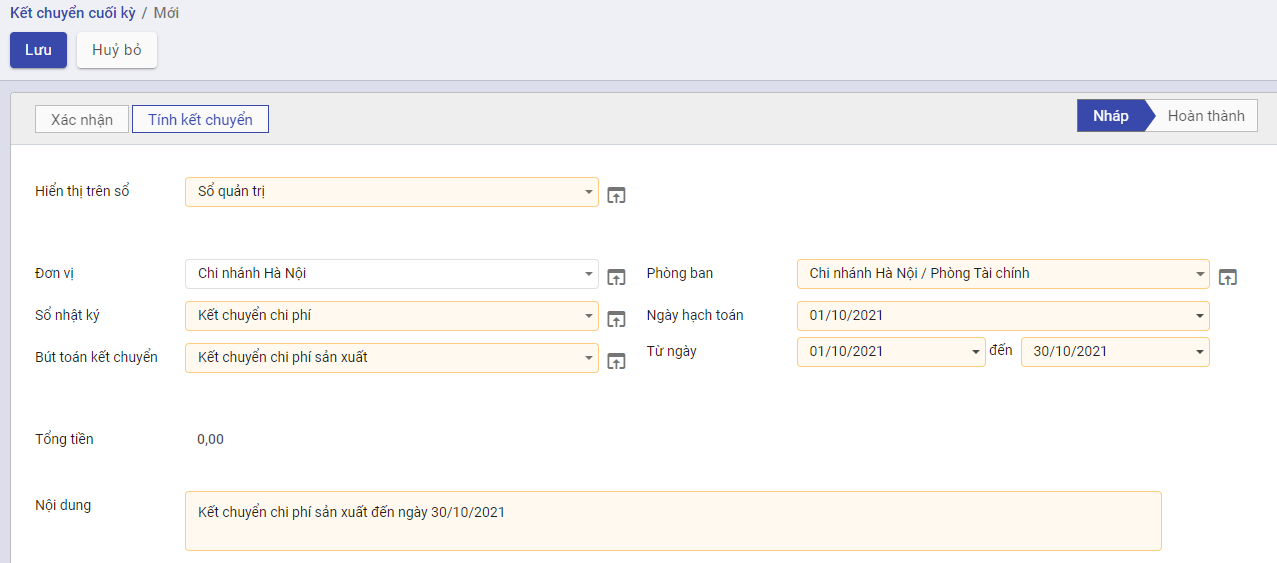 Kết chuyển cuối kỳ / Mới
Lưu Huỷ bỏ
Xác nhận Tính kết chuyển Nháp Hoàn thành
Hiển thị trên sổ Sổ quản trị
Đơn vị Chi nhánh Hà Nội Phòng ban Chi nhánh Hà Nội / Phòng Tài chính
Sổ nhật ký Kết chuyển chi phí Ngày hạch toán 01/10/2021
Bút toán kết chuyển Kết chuyển chi phí sản xuất Từ ngày 01/10/2021 đến 30/10/2021
Tổng tiền 0,00
Nội dung Kết chuyển chi phí sản xuất đến ngày 30/10/2021